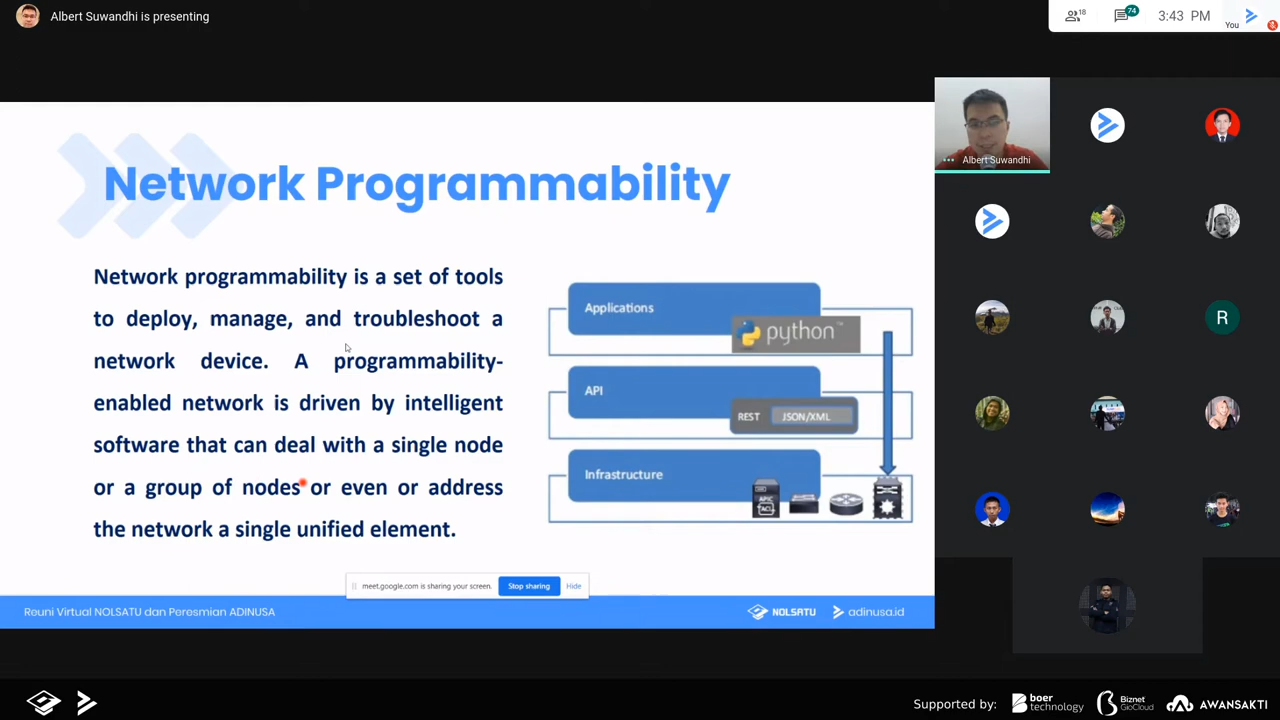 Albert Suwandhi is presenting
18
74
3:43 PM
You
Network Programmability
Network programmability is a set of tools
to deploy, manage, and troubleshoot a
network device. A programmability-
enabled network is driven by intelligent
software that can deal with a single node
or a group of nodes or even or address
the network a single unified element.
Applications
python™
API
REST JSON/XML
Infrastructure
APIC
ACI
meet.google.com is sharing your screen. Stop sharing Hide
Reuni Virtual NOLSATU dan Peresmian ADINUSA
NOLSATU adinusa.id
Albert Suwandhi
R
Supported by: boer technology Biznet GioCloud AWANSAKTI